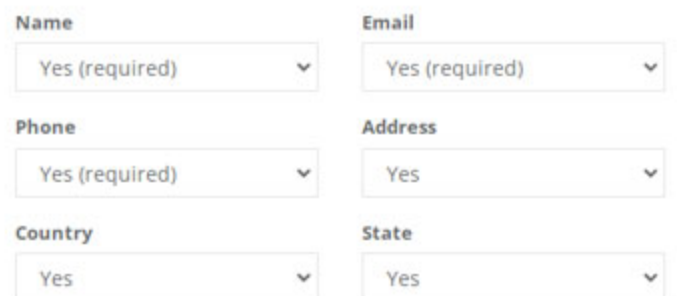 Name Email
Yes (required) Yes (required)
Phone Address
Yes (required) Yes
Country State
Yes Yes